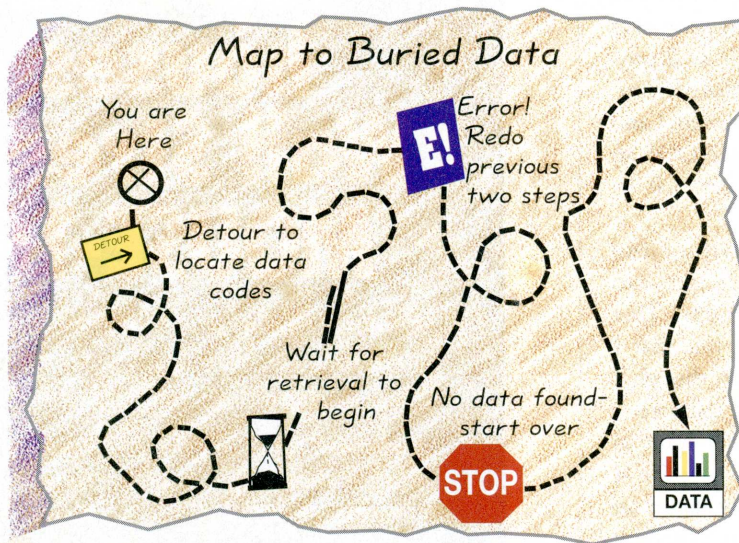 Map to Buried Data
You are
Here
DETOUR
Detour to
locate data
codes
Wait for
retrieval to
begin
E!
Error!
Redo
previous
two steps
No data found-
start over
STOP
DATA